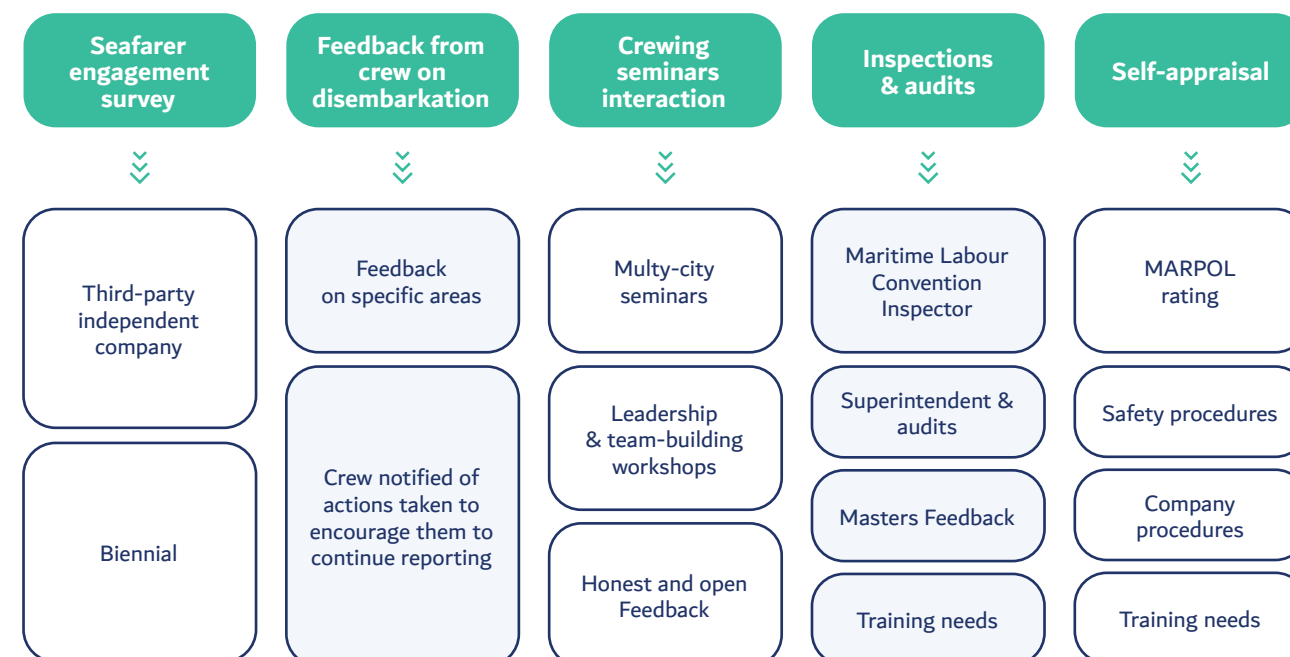 Seafarer
engagement
survey
Feedback from
crew on
disembarkation
Crewing
seminars
interaction
Inspections
& audits
Self-appraisal
Third-party
independent
company
Biennial
Feedback
on specific areas
Crew notified of
actions taken to
encourage them to
continue reporting
Multy-city
seminars
Leadership
& team-building
workshops
Honest and open
Feedback
Maritime Labour
Convention
Inspector
Superintendent &
audits
Masters Feedback
Training needs
MARPOL
rating
Safety procedures
Company
procedures
Training needs